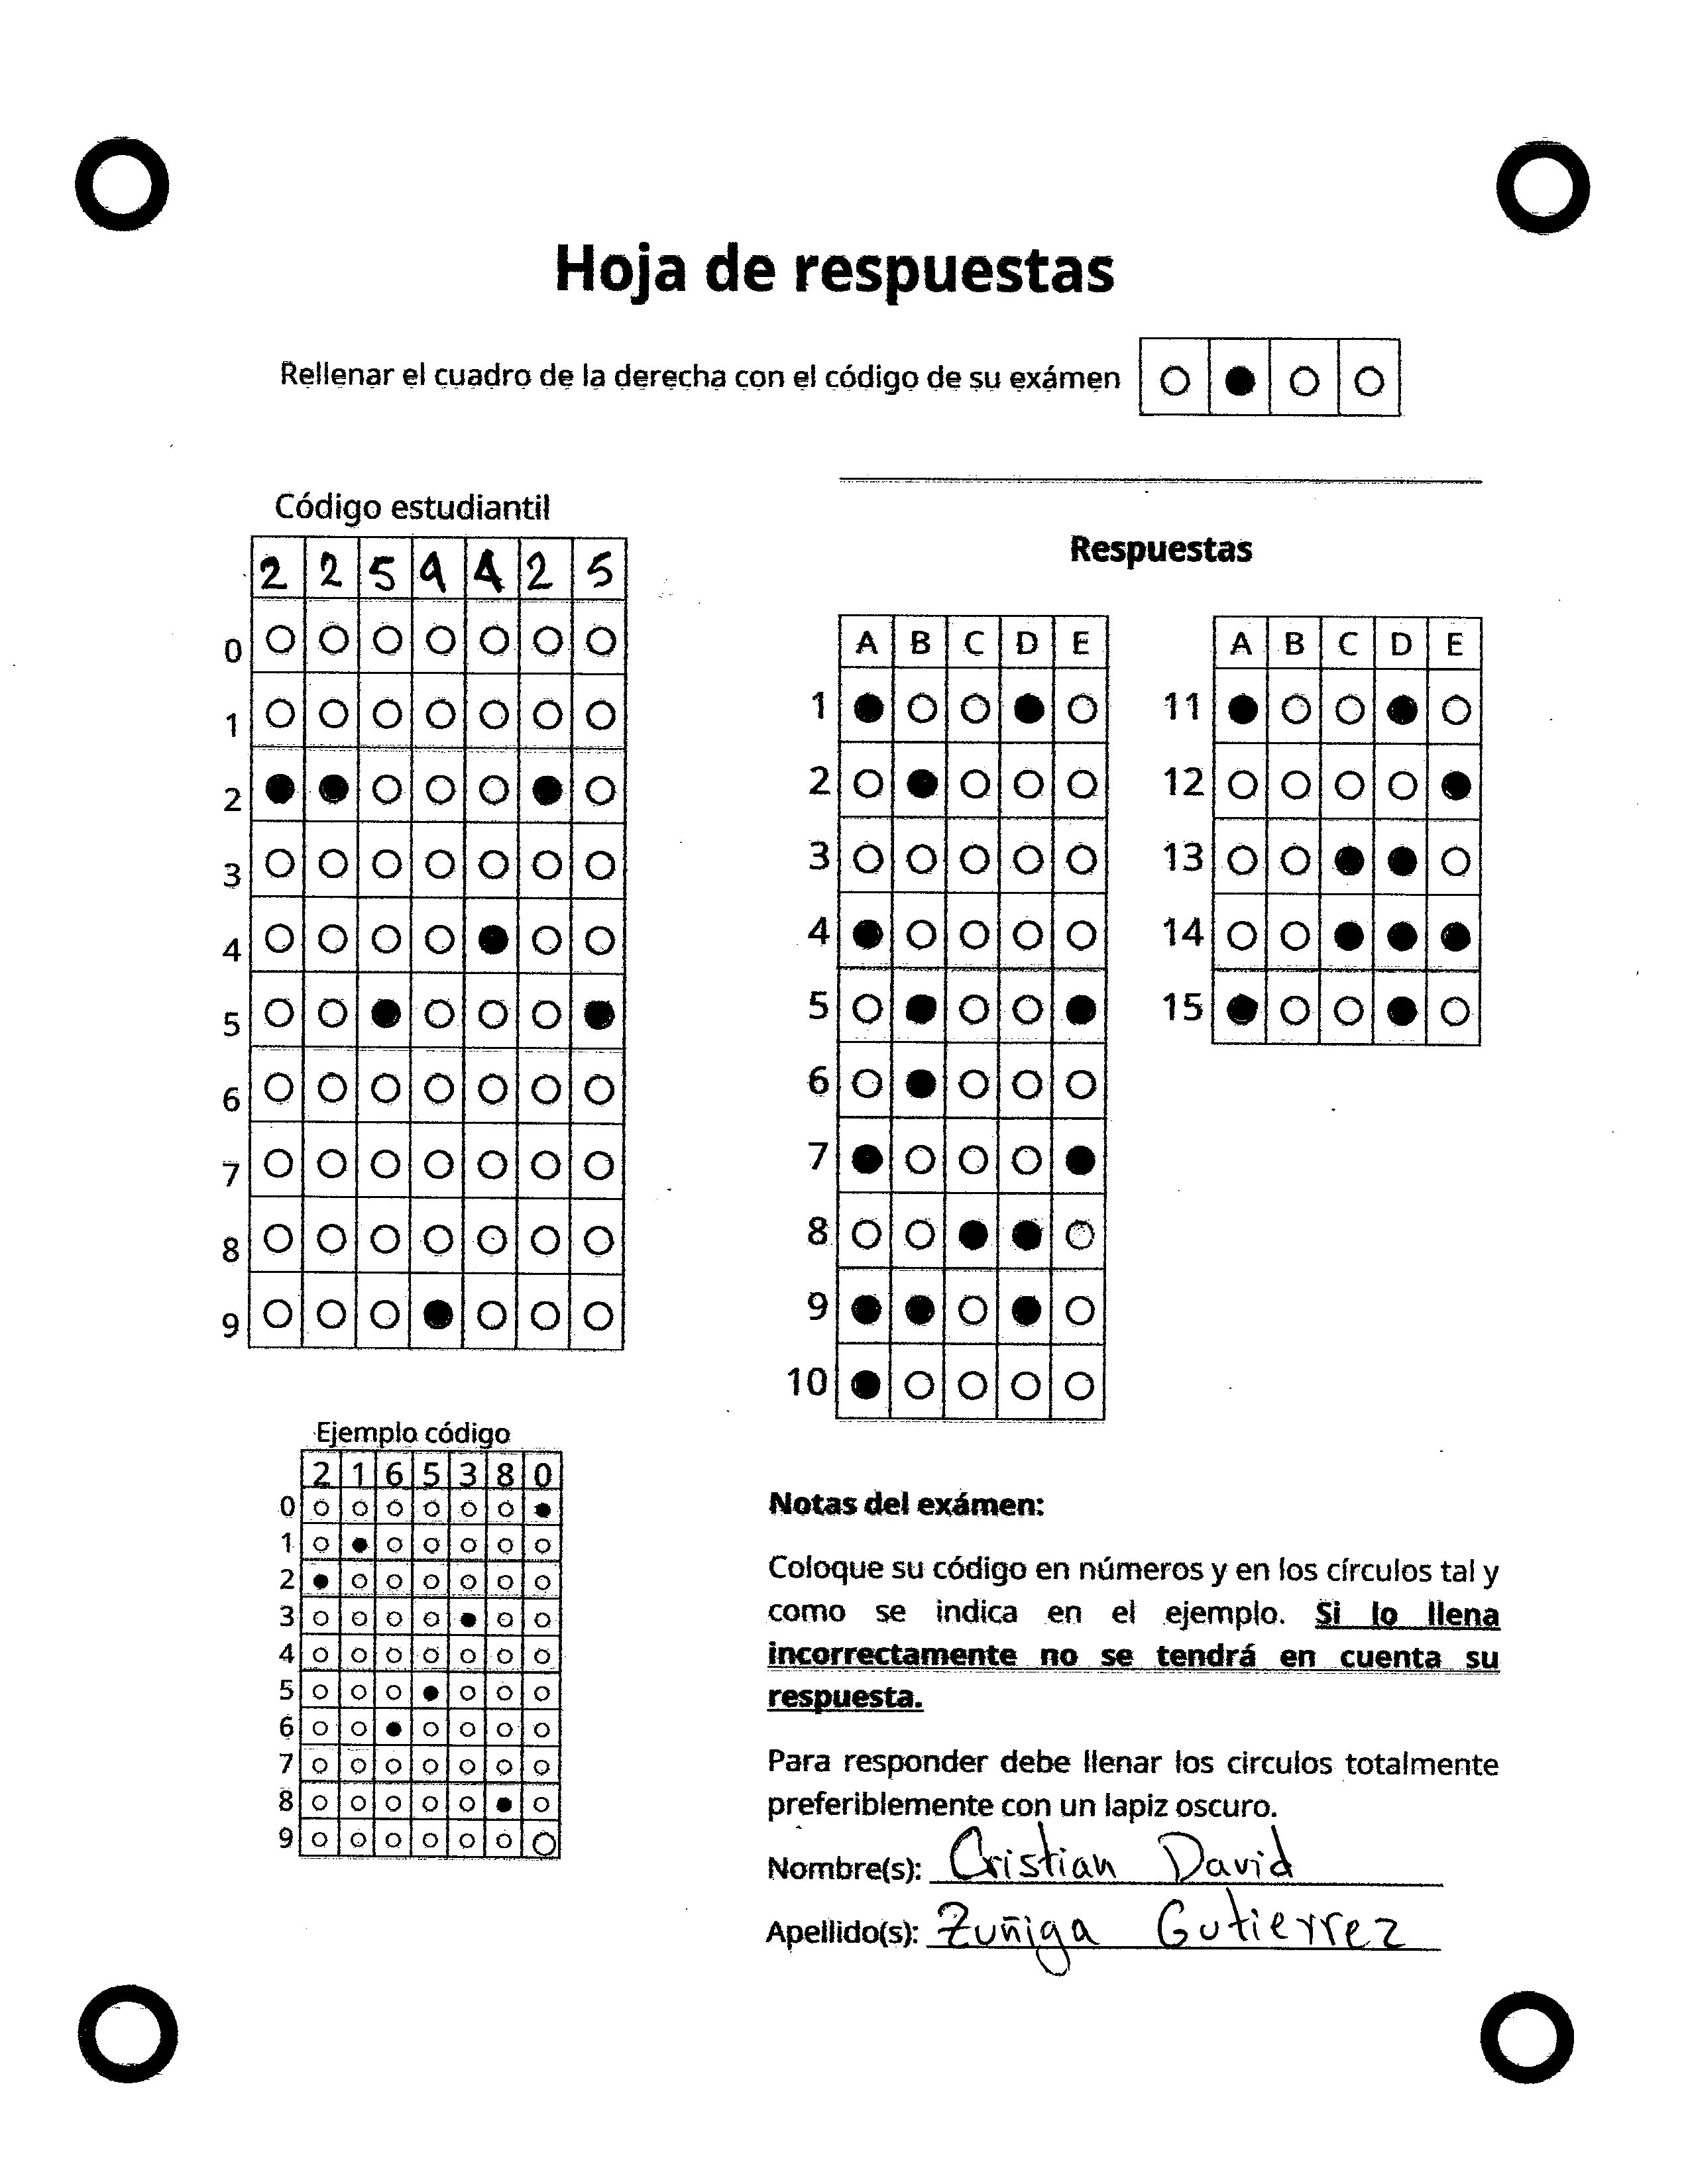 Hoja de respuestas
Rellenar el cuadro de la derecha con el código de su exámen
Código estudiantil
2 2 5 9 4 2 5
0
1
2
3
4
5
6
7
8
9
Respuestas
A B C D E
1
2
3
4
5
6
7
8
9
10
A B C D E
11
12
13
14
15
Ejemplo código
2 1 6 5 3 8 0
0
1
2
3
4
5
6
7
8
9
Notas del exámen:
Coloque su código en números y en los círculos tal y
como se indica en el ejemplo. Si lo llena
incorrectamente no se tendrá en cuenta su
respuesta.
Para responder debe llenar los circulos totalmente
preferiblemente con un lapiz oscuro.
Nombre(s): Cristian David
Apellido(s): Zuñiga Gutierrez